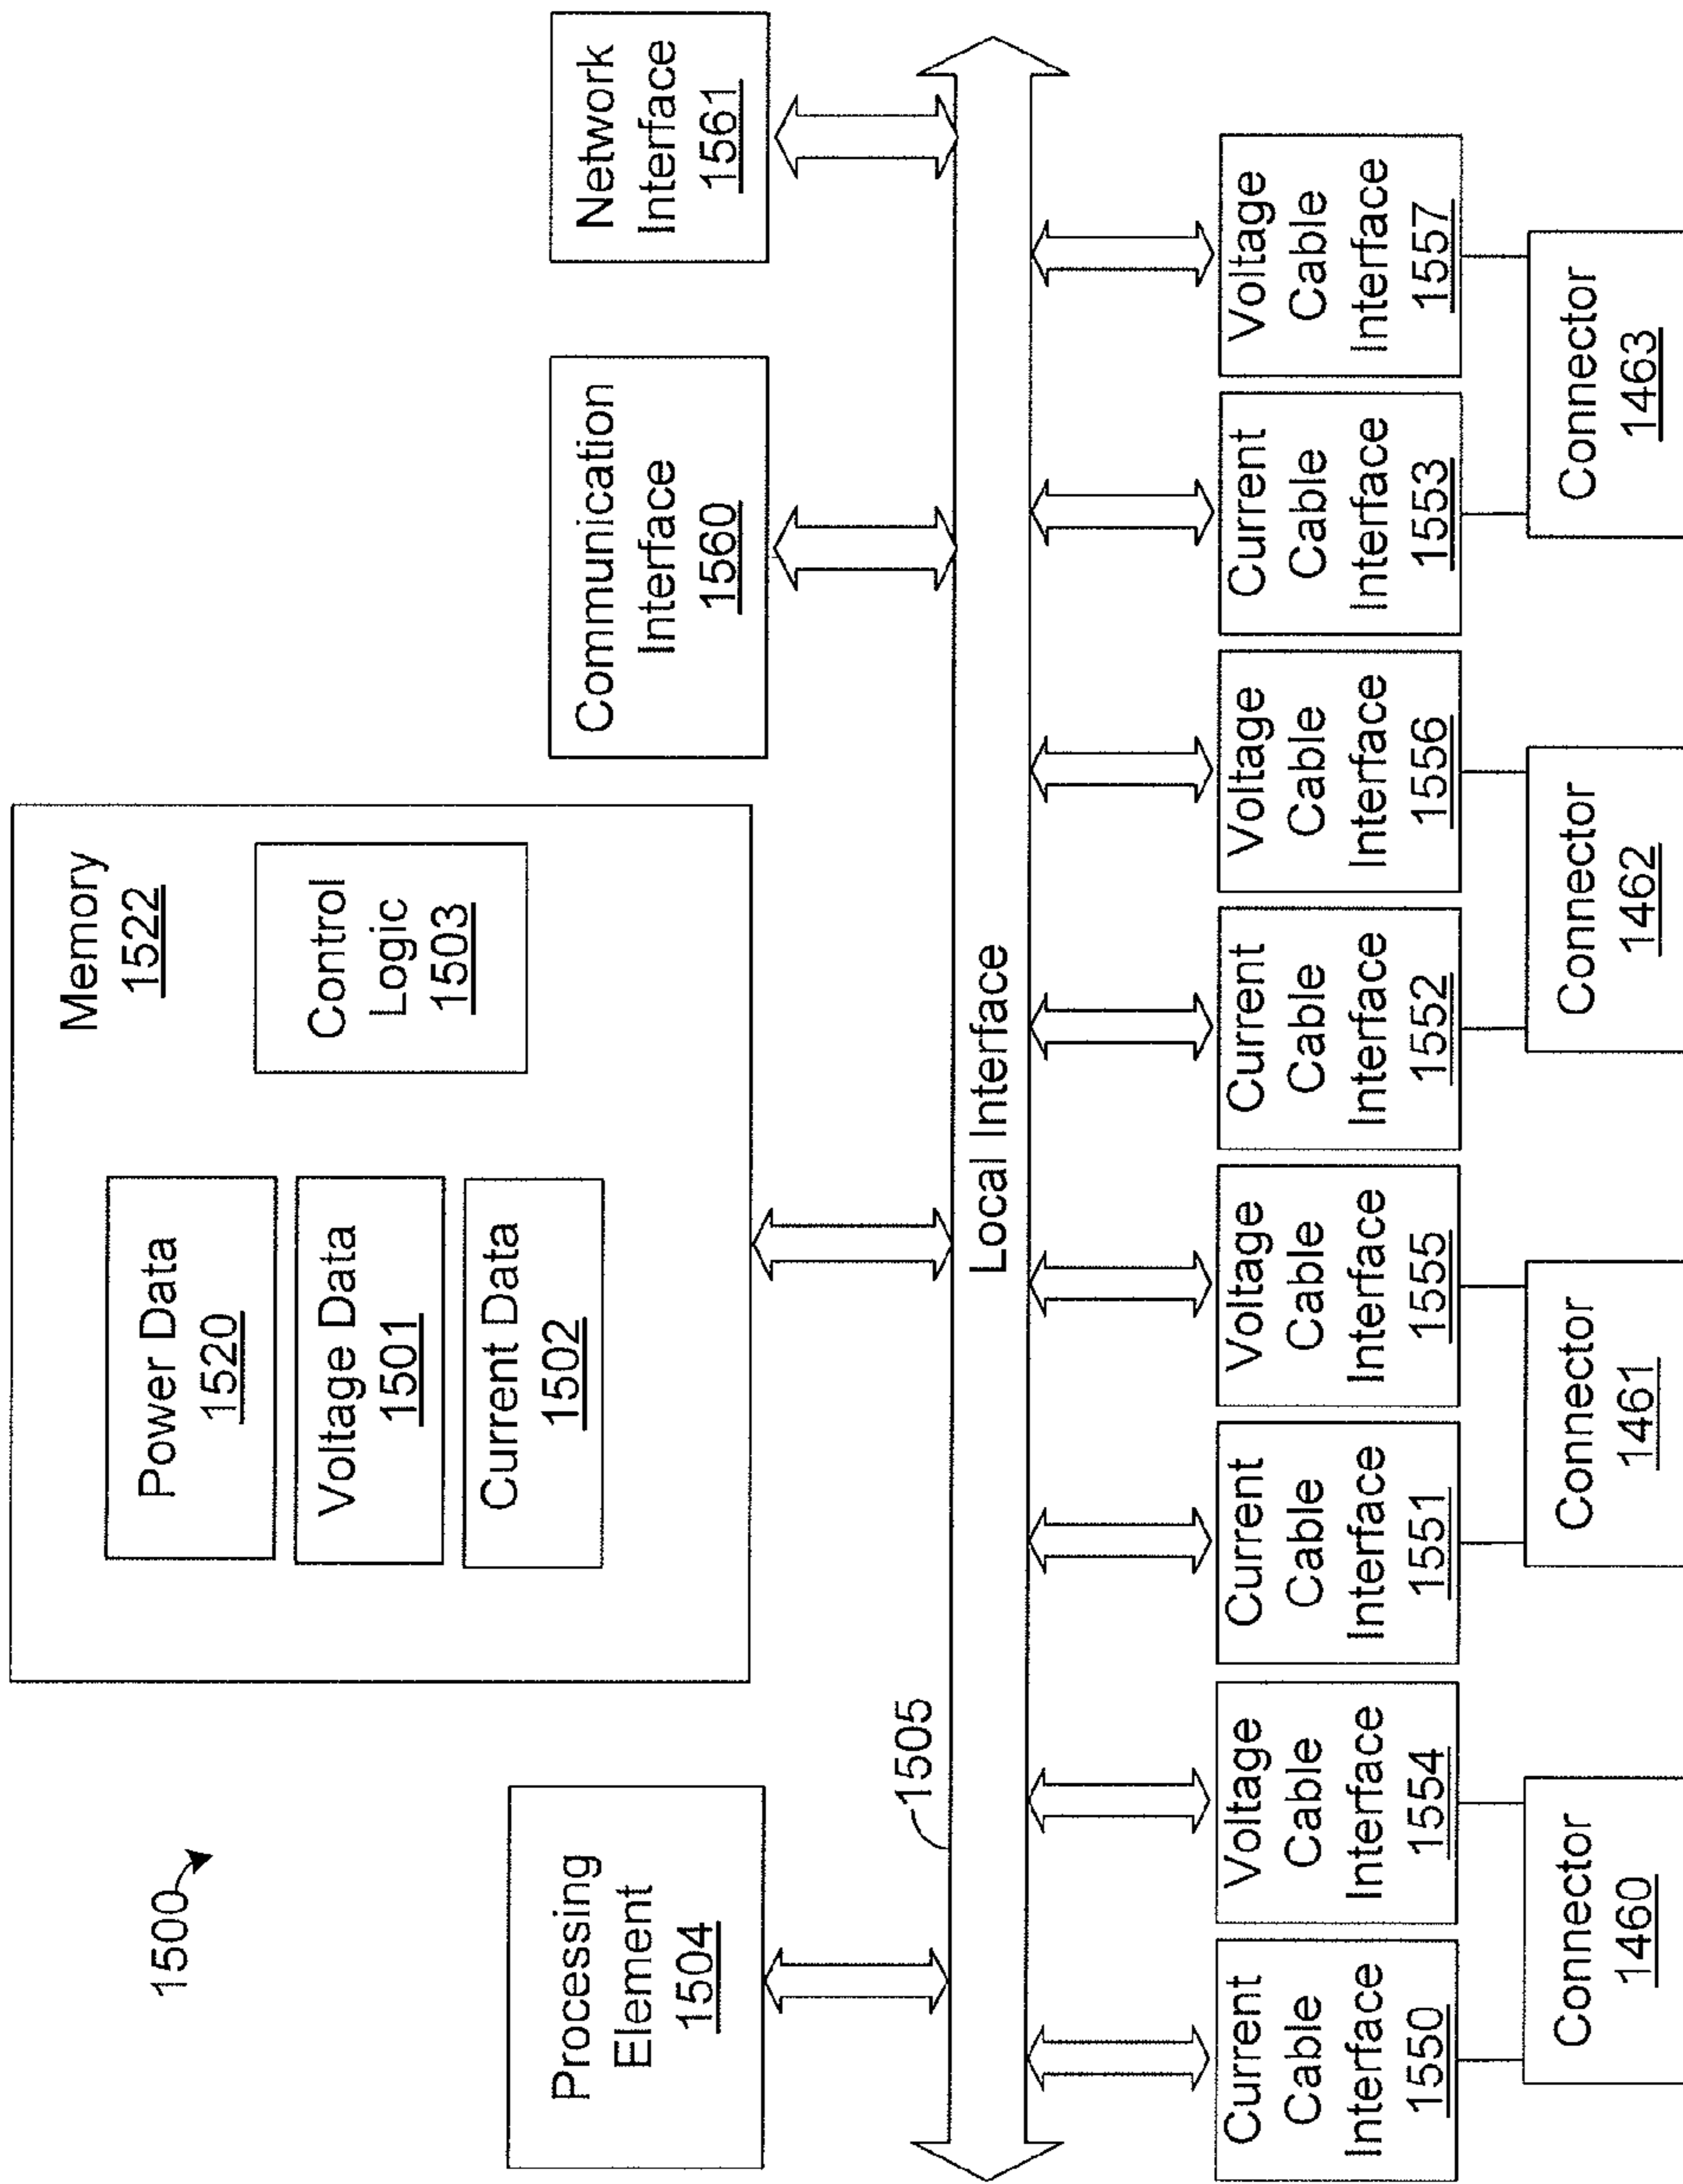 1500
Memory
1522
Power Data
1520
Voltage Data
1501
Current Data
1502
Control
Logic
1503
Processing
Element
1504
Communication
Interface
1560
Network
Interface
1561
1505
Local Interface
Current
Cable
Interface
1550
Voltage
Cable
Interface
1554
Current
Cable
Interface
1551
Voltage
Cable
Interface
1555
Current
Cable
Interface
1552
Voltage
Cable
Interface
1556
Current
Cable
Interface
1553
Voltage
Cable
Interface
1557
Connector
1460
Connector
1461
Connector
1462
Connector
1463